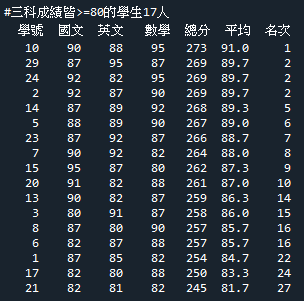 #三科成績皆>=80的學生17人
學號 國文 英文 數學 總分 平均 名次
10 90 88 95 273 91.0 1
29 87 95 87 269 89.7 2
24 92 82 95 269 89.7 2
2 92 87 90 269 89.7 2
14 87 89 92 268 89.3 5
5 88 89 90 267 89.0 6
23 87 92 87 266 88.7 7
7 90 92 82 264 88.0 8
15 95 87 80 262 87.3 9
20 91 82 88 261 87.0 10
13 90 82 87 259 86.3 14
3 80 91 87 258 86.0 15
8 87 80 90 257 85.7 16
6 82 87 88 257 85.7 16
1 87 85 82 254 84.7 22
17 82 80 88 250 83.3 24
21 82 81 82 245 81.7 27